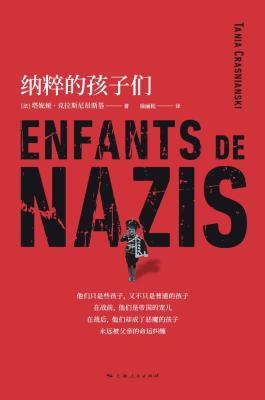 TANIA CRASNIANSKI
纳粹的孩子们
[法] 塔妮娅·克拉斯尼昂斯基 —— 著
徐丽松 —— 译
ENFANTS DE
NAZIS
他们只是些孩子，又不只是普通的孩子
在战前，他们是帝国的宠儿
在战后，他们却成了恶魔的孩子
永远被父亲的命运纠缠
上海人民出版社